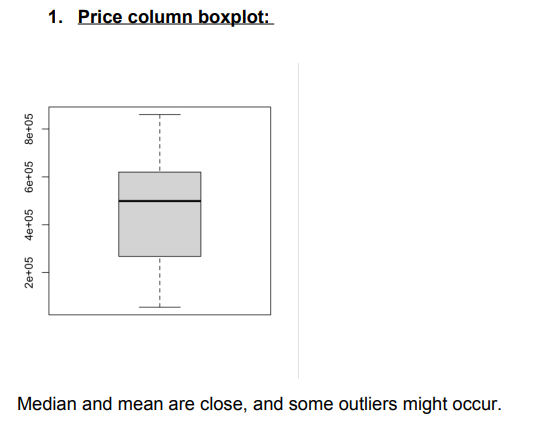 1. Price column boxplot:
8e+05
6e+05
4e+05
2e+05
Median and mean are close, and some outliers might occur.